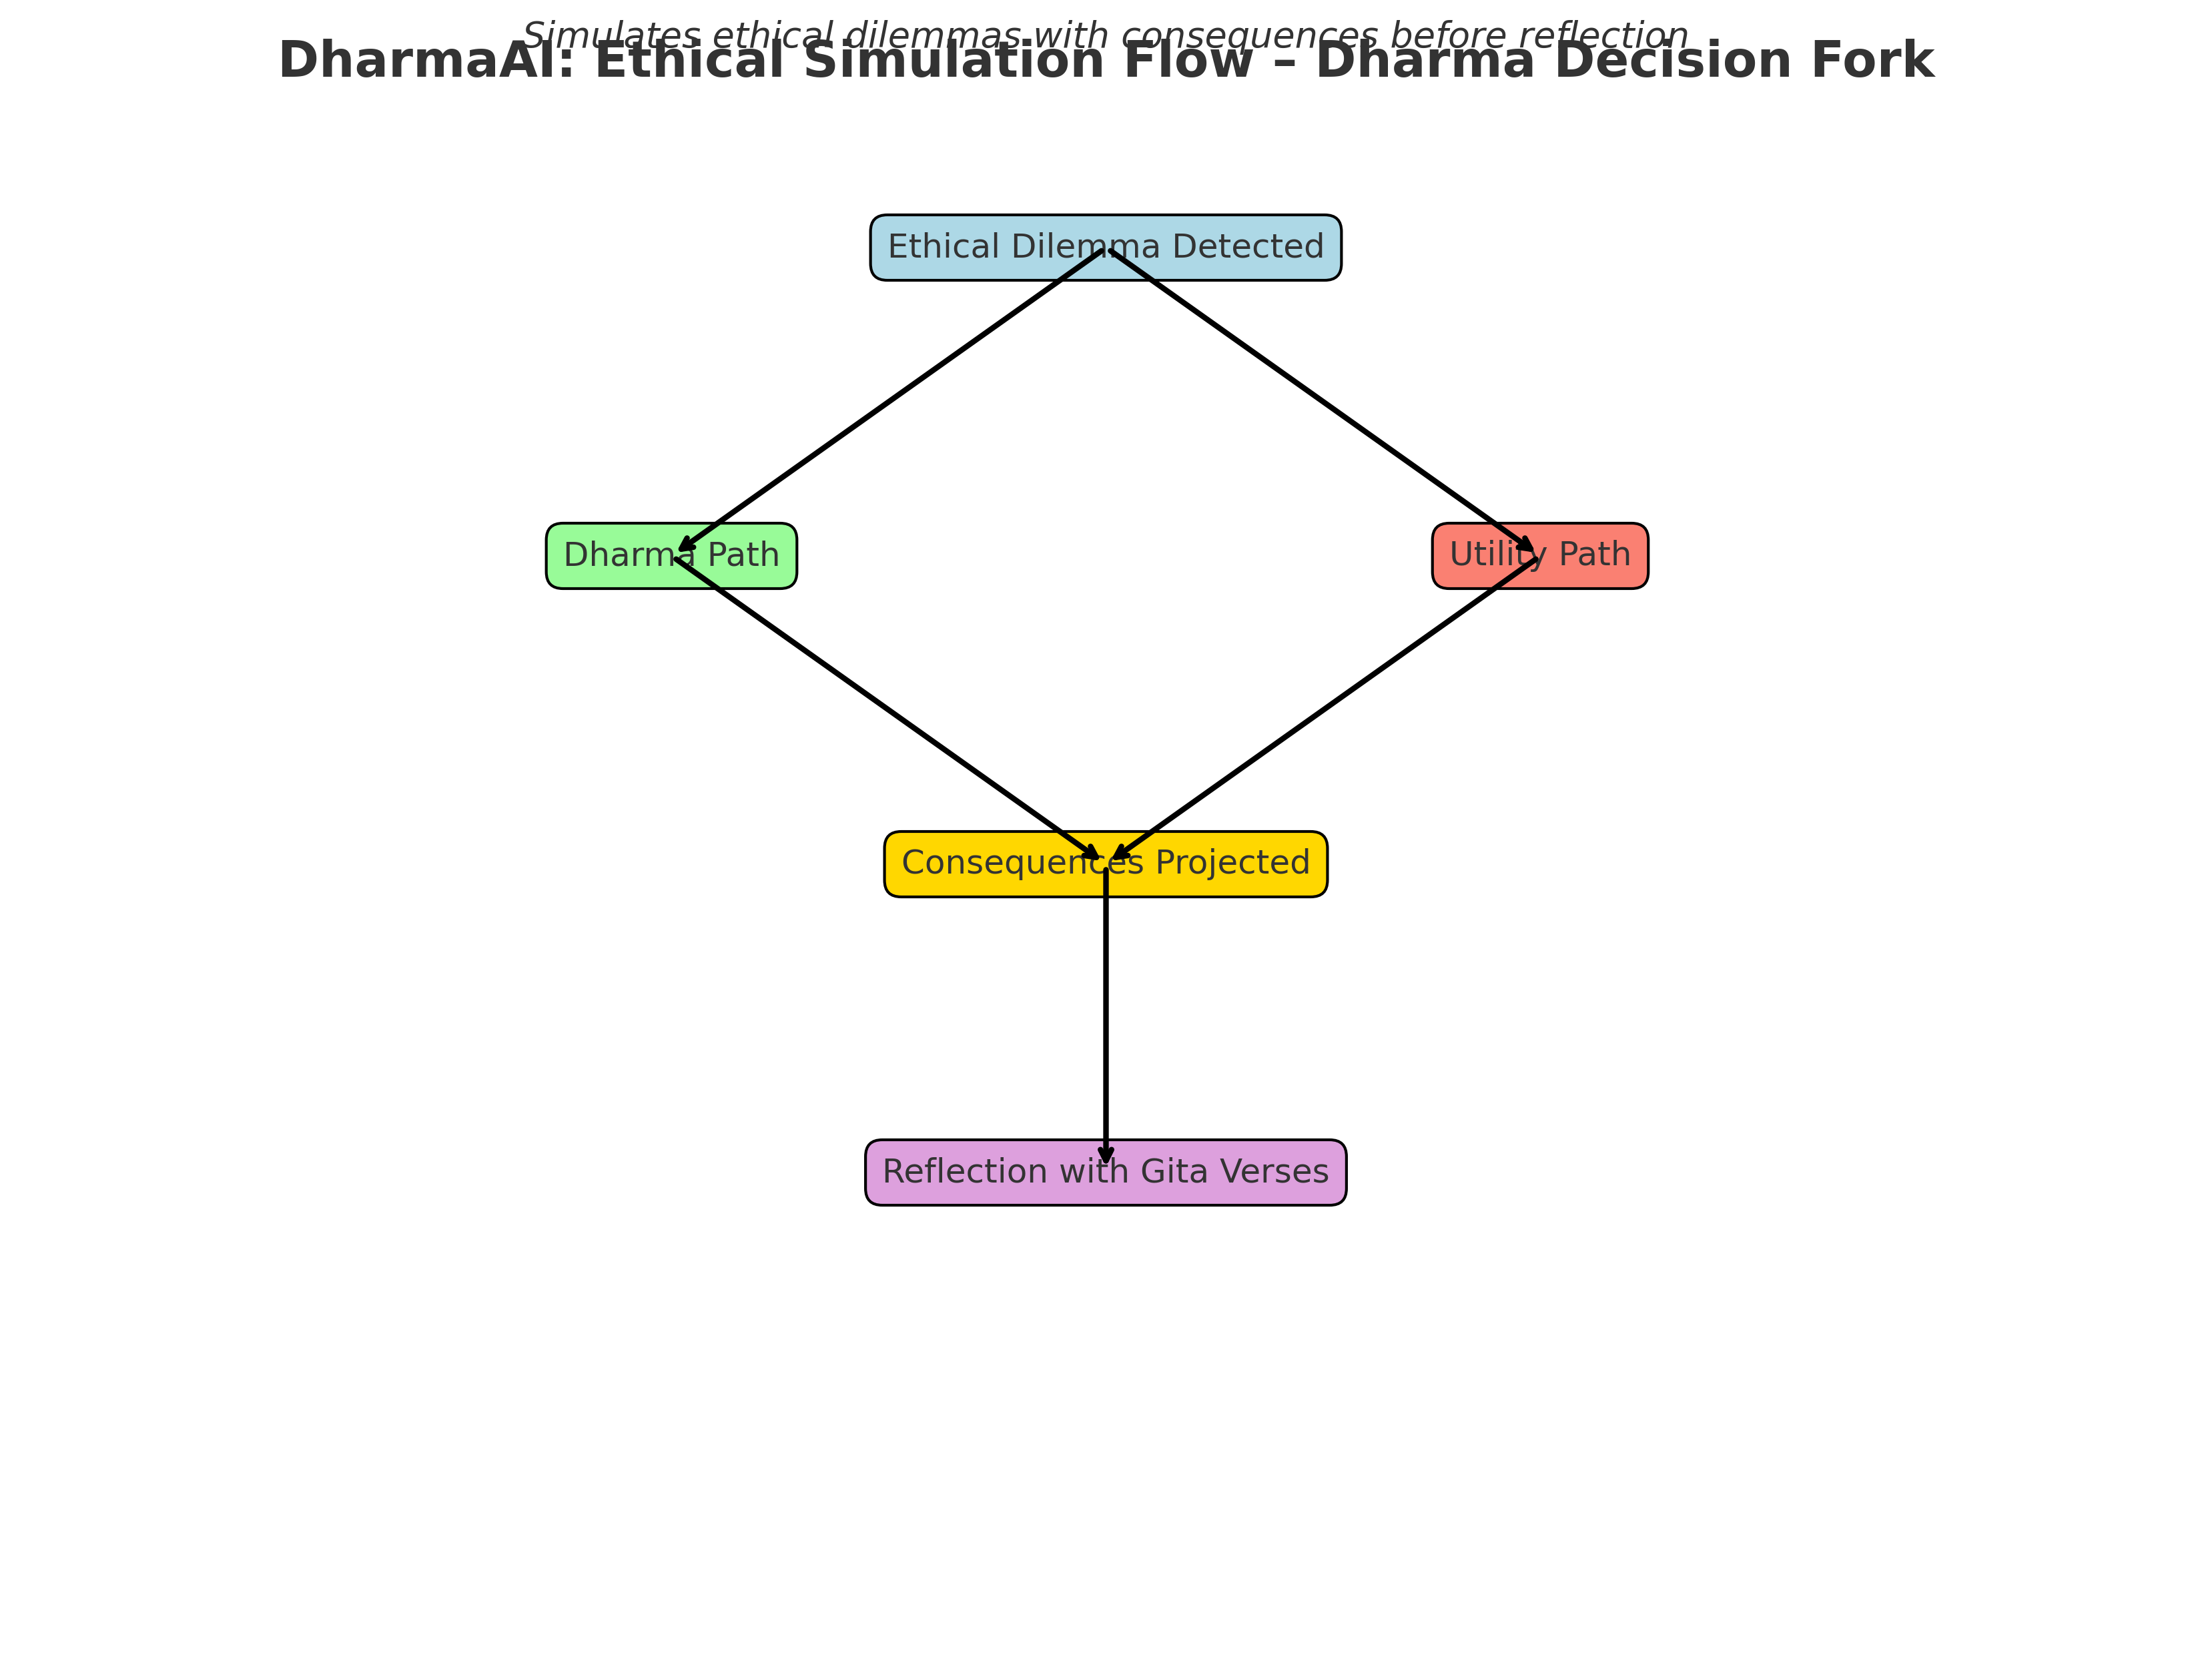 Simulates ethical dilemmas with consequences before reflection
DharmaAI: Ethical Simulation Flow – Dharma Decision Fork
Ethical Dilemma Detected
Dharma Path
Utility Path
Consequences Projected
Reflection with Gita Verses